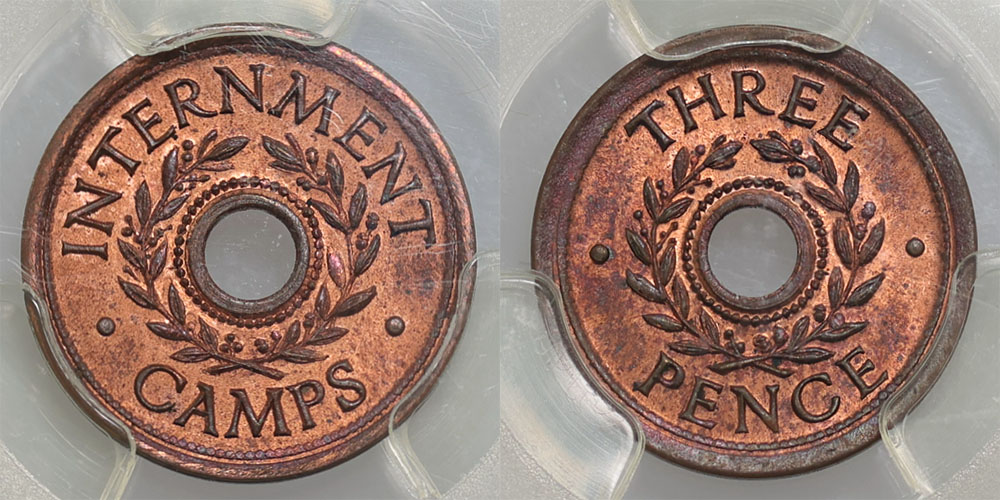 INTERNMENT
CAMPS
THREE
PENCE